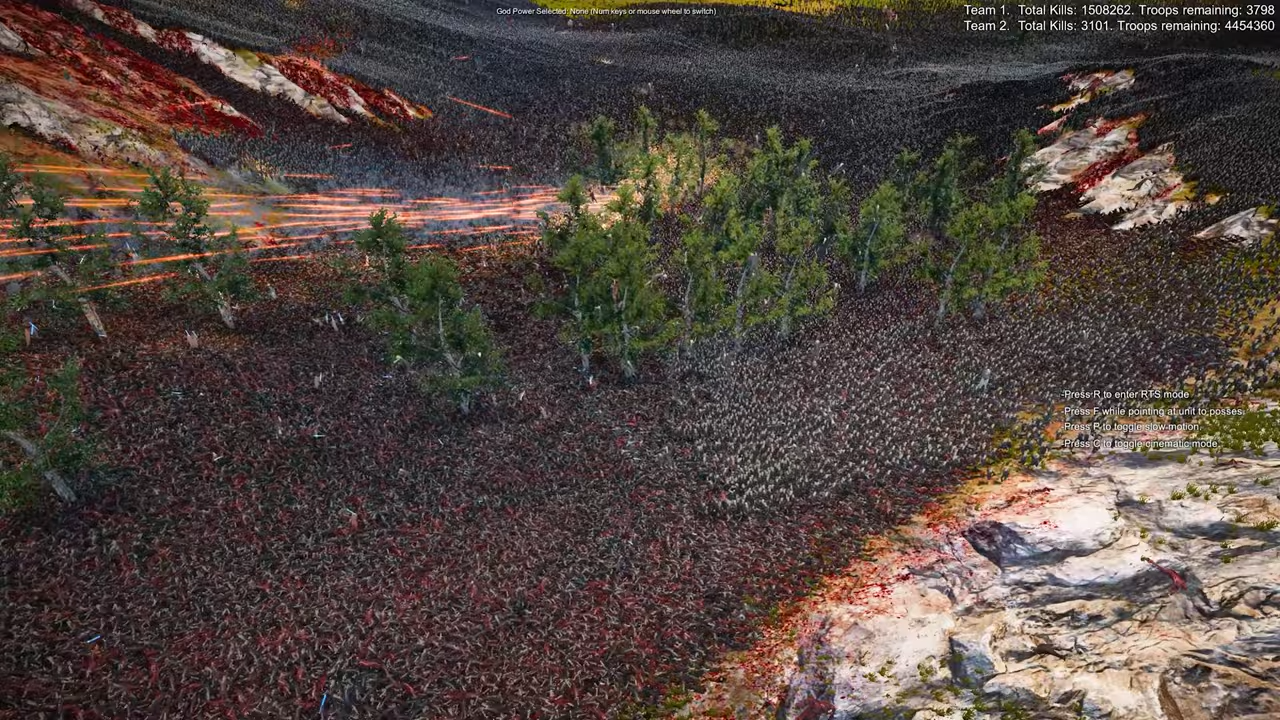 God Power Selected: None (Num keys or mouse wheel to switch)
Team 1. Total Kills: 1508262. Troops remaining: 3798
Team 2. Total Kills: 3101. Troops remaining: 4454360
-Press R to enter RTS mode
-Press F while pointing at unit to posses.
-Press P to toggle slow-motion.
-Press C to toggle cinematic mode.